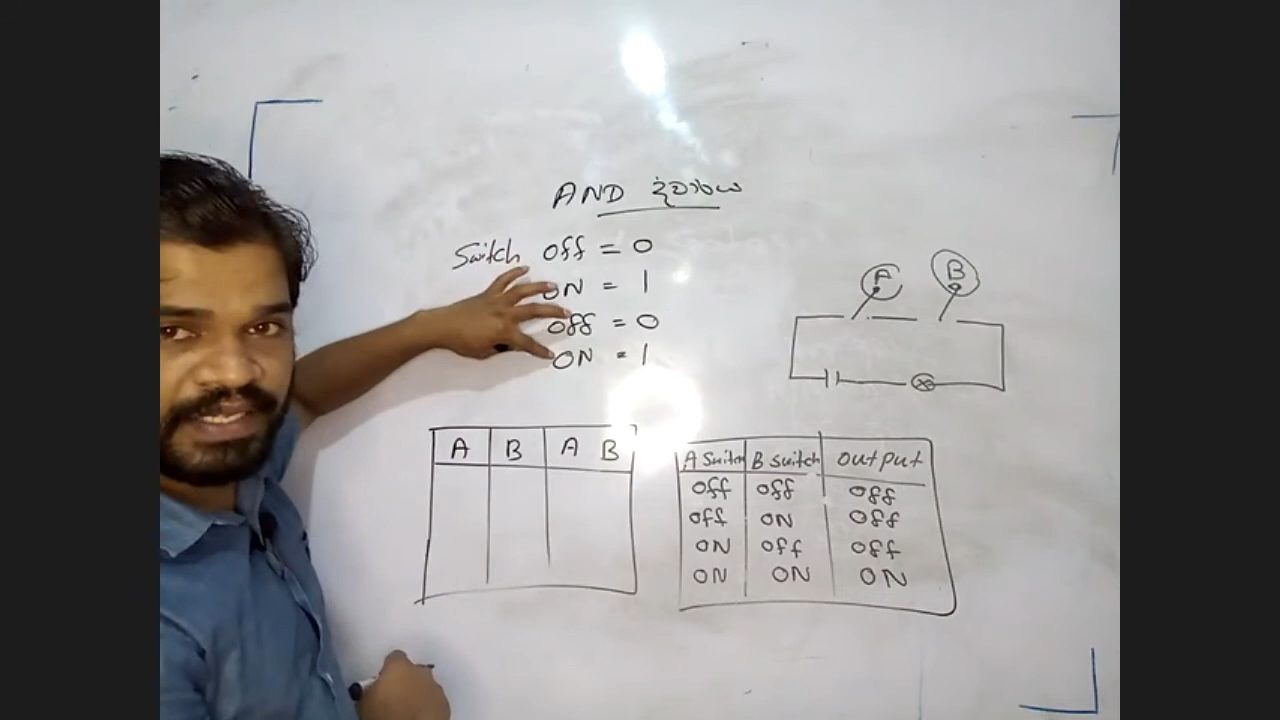 AND ද්වාරය
Switch off = 0
ON = 1
off = 0
ON = 1
A B
A B A B
A Switch B switch output
off off off
off ON off
ON off off
ON ON ON